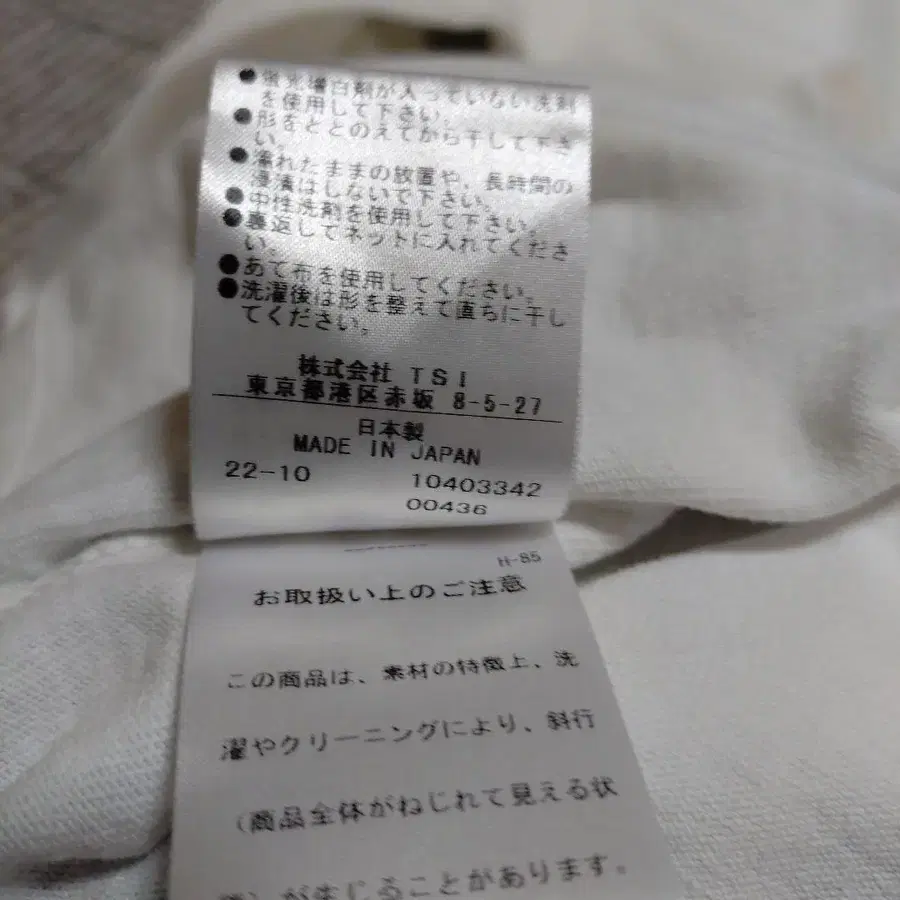 ●蛍光増白剤が入っていない洗剤
を使用して下さい。
●形をととのえてから干して下さ
い。
●濡れたままの放置や、長時間の
浸漬はしないで下さい。
●中性洗剤を使用して下さい。
●裏返してネットに入れてくださ
い。
●あて布を使用してください。
●洗濯後は形を整えて直ちに干し
てください。
株式会社 TSI
東京都港区赤坂 8-5-27
日本製
MADE IN JAPAN
22-10 10403342
00436
H-85
お取扱い上のご注意
この商品は、素材の特徴上、洗
濯やクリーニングにより、斜行
(商品全体がねじれて見える状
が生じることがあります。